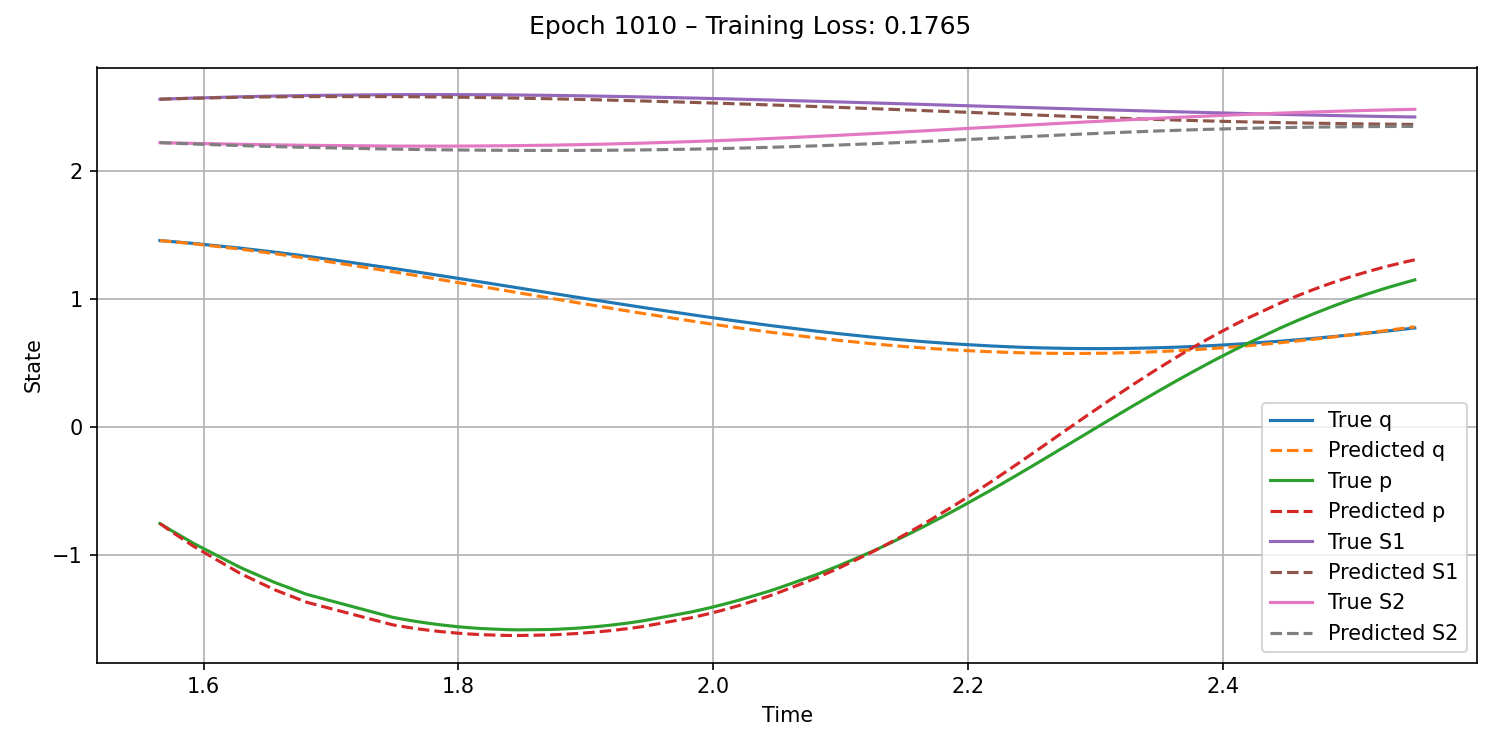 Epoch 1010 – Training Loss: 0.1765
State
2
1
0
−1
1.6
1.8
2.0
2.2
2.4
Time
True q
Predicted q
True p
Predicted p
True S1
Predicted S1
True S2
Predicted S2